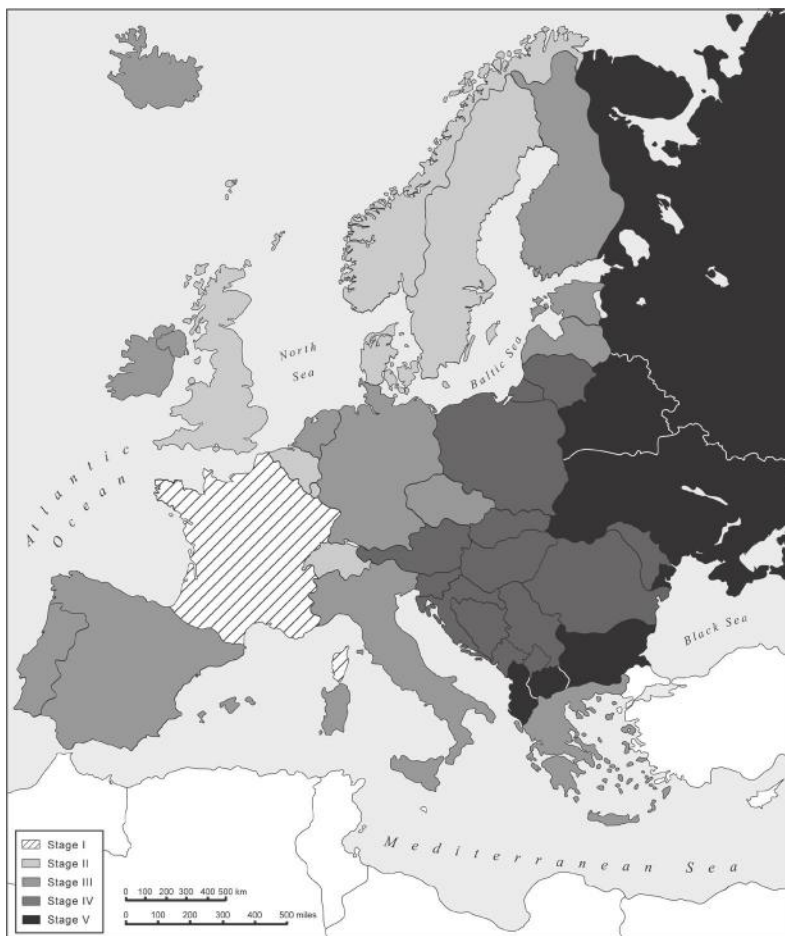 North
Sea
Baltic Sea
Atlantic
Ocean
Black Sea
Mediterranean Sea
Stage I
Stage II
Stage III
Stage IV
Stage V
0 100 200 300 400 500 km
0 100 200 300 400 500 miles